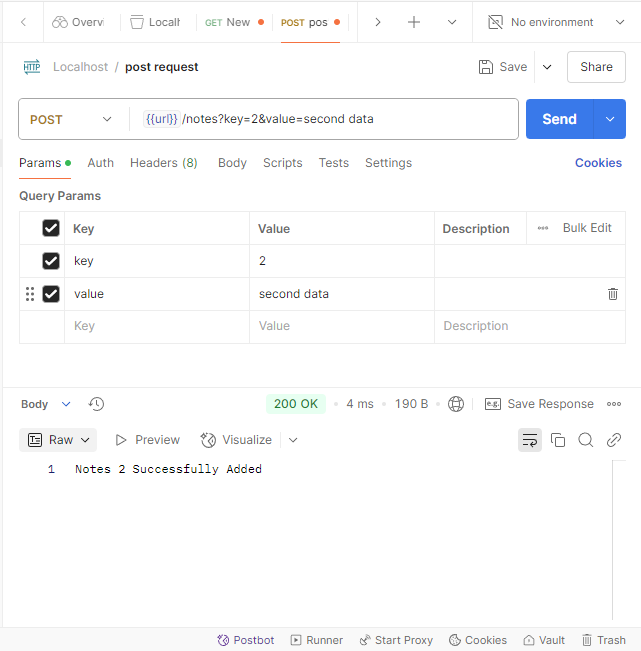 Overvi Localh GET New POST pos No environment
HTTP Localhost / post request Save Share
POST {{url}} /notes?key=2&value=second data Send
Params Auth Headers (8) Body Scripts Tests Settings Cookies
Query Params
Key Value Description Bulk Edit
key 2
value second data
Key Value Description
Body 200 OK 4 ms 190 B e.g. Save Response
Raw Preview Visualize
1 Notes 2 Successfully Added
Postbot Runner Start Proxy Cookies Vault Trash